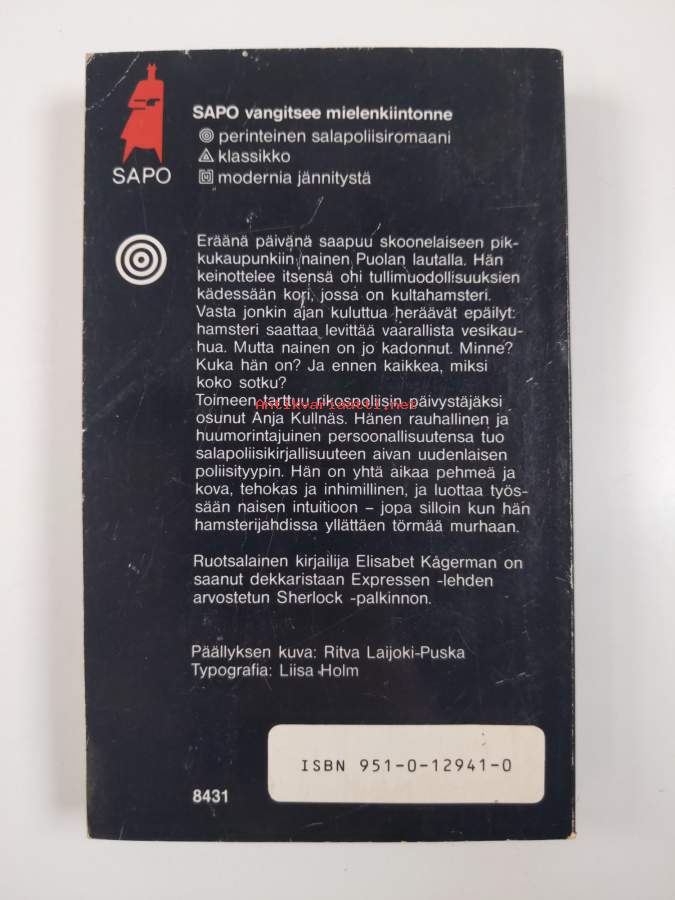 SAPO vangitsee mielenkiintonne
perinteinen salapoliisiromaani
klassikko
modernia jännitystä
SAPO
Eräänä päivänä saapuu skoonelaiseen pik-
kukaupunkiin nainen Puolan lautalla. Hän
keinottelee itsensä ohi tullimuodollisuuksien
kädessään kori, jossa on kultahamsteri.
Vasta jonkin ajan kuluttua heräävät epäilyt:
hamsteri saattaa levittää vaarallista vesikau-
hua. Mutta nainen on jo kadonnut. Minne?
Kuka hän on? Ja ennen kaikkea, miksi
koko sotku?
Toimeen tarttuu rikospoliisin päivystäjäksi
Antikvariaatti.net
osunut Anja Kullnäs. Hänen rauhallinen ja
huumorintajuinen persoonallisuutensa tuo
salapoliisikirjallisuuteen aivan uudenlaisen
poliisityypin. Hän on yhtä aikaa pehmeä ja
kova, tehokas ja inhimillinen, ja luottaa työs-
sään naisen intuitioon – jopa silloin kun hän
hamsterijahdissa yllättäen törmää murhaan.
Ruotsalainen kirjailija Elisabet Kågerman on
saanut dekkaristaan Expressen -lehden
arvostetun Sherlock -palkinnon.
Päällyksen kuva: Ritva Laijoki-Puska
Typografia: Liisa Holm
ISBN 951-0-12941-0
8431